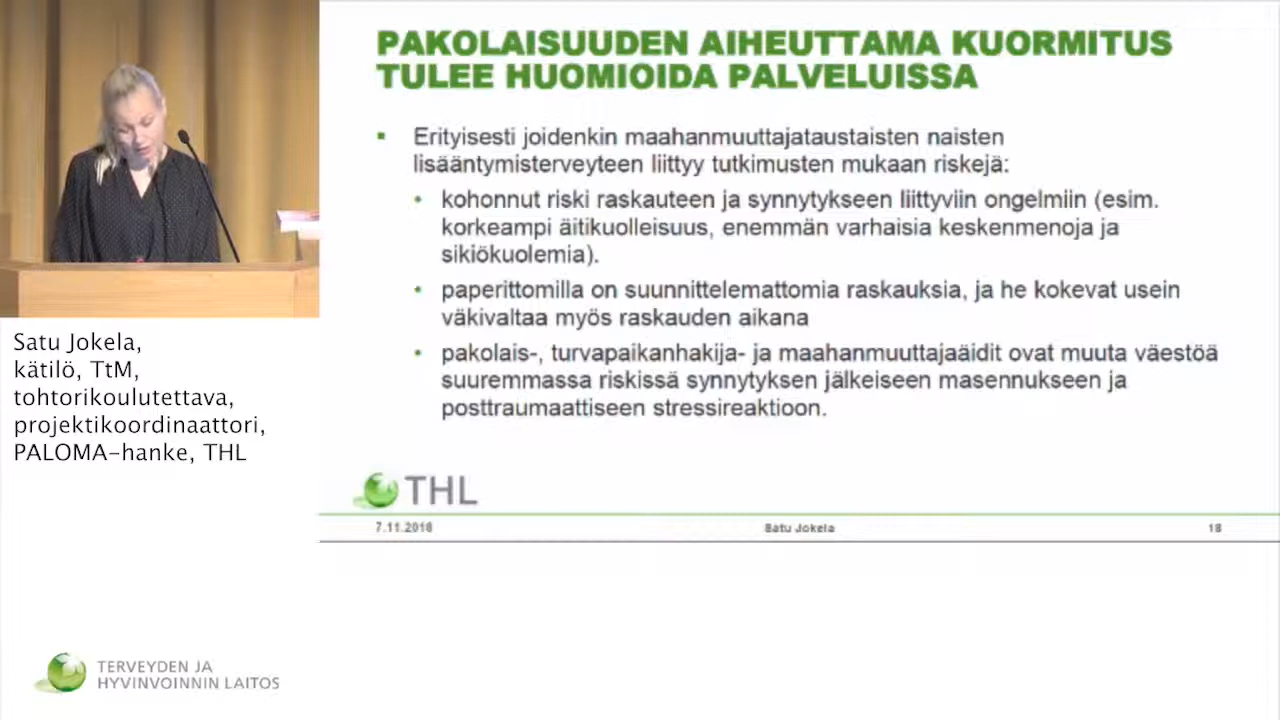 PAKOLAISUUDEN AIHEUTTAMA KUORMITUS
TULEE HUOMIOIDA PALVELUISSA
Erityisesti joidenkin maahanmuuttajataustaisten naisten
lisääntymisterveyteen liittyy tutkimusten mukaan riskejä:
kohonnut riski raskauteen ja synnytykseen liittyviin ongelmiin (esim.
korkeampi äitikuolleisuus, enemmän varhaisia keskenmenoja ja
sikiökuolemia).
paperittomilla on suunnittelemattomia raskauksia, ja he kokevat usein
väkivaltaa myös raskauden aikana
pakolais-, turvapaikanhakija- ja maahanmuuttajaäidit ovat muuta väestöä
suuremmassa riskissä synnytyksen jälkeiseen masennukseen ja
posttraumaattiseen stressireaktioon.
THL
7.11.2016
Satu Jokela
18
Satu Jokela,
kätilö, TtM,
tohtorikoulutettava,
projektikoordinaattori,
PALOMA-hanke, THL
TERVEYDEN JA
HYVINVOINNIN LAITOS